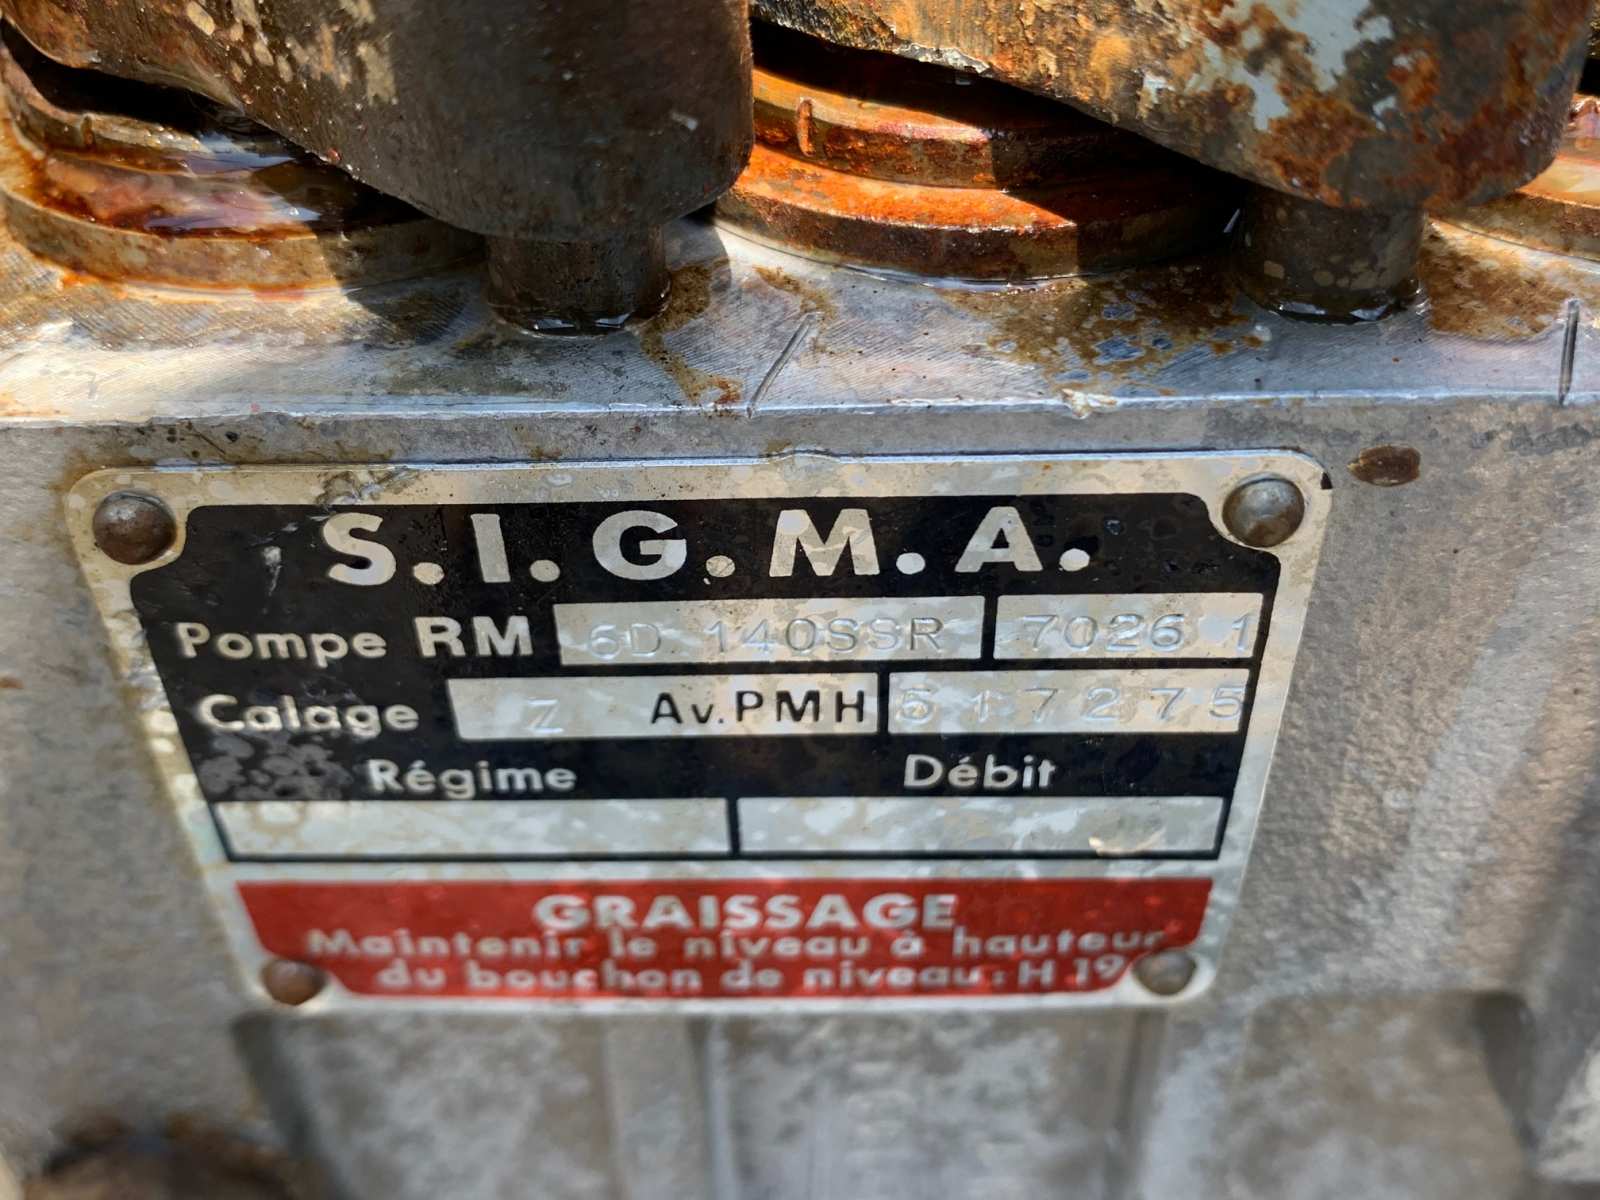 S.I.G.M.A.
Pompe RM 6D 140SSR 7026 1
Calage Z Av.PMH 517275
Régime Débit
GRAISSAGE
Maintenir le niveau à hauteur
du bouchon de niveau: H 19